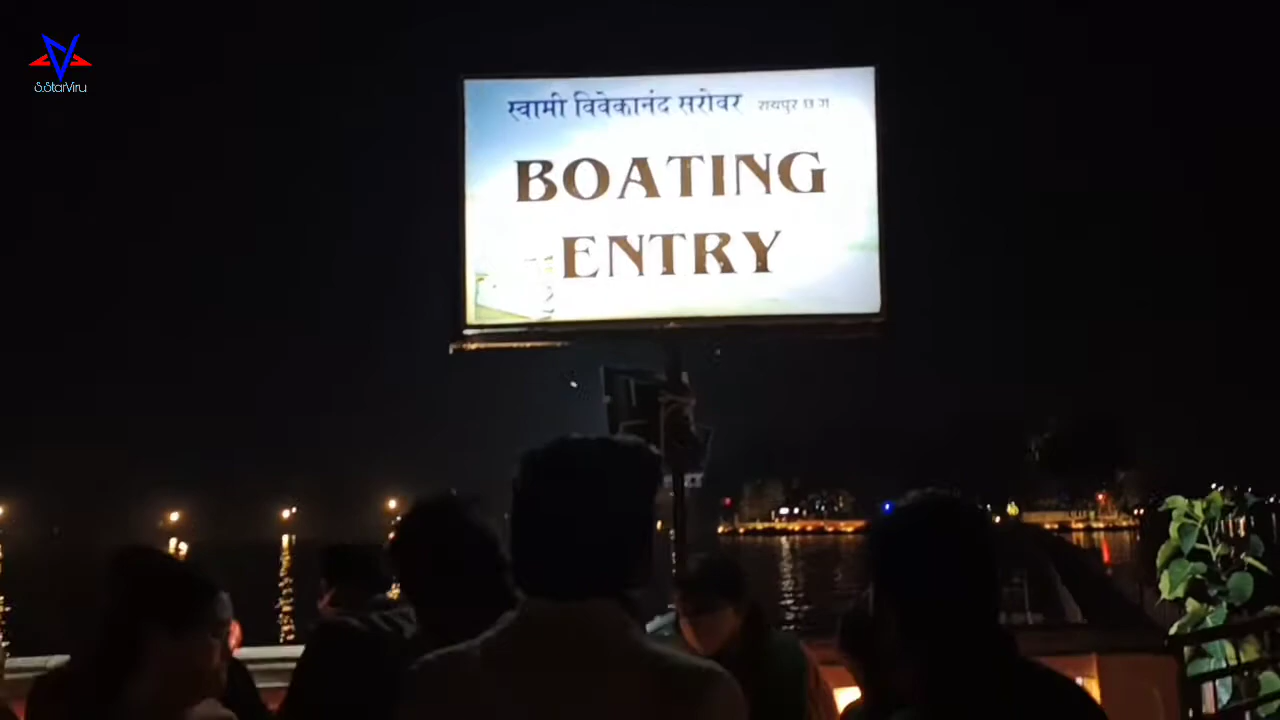 S.StarViru
स्वामी विवेकानंद सरोवर रायपुर छ ग
BOATING
ENTRY